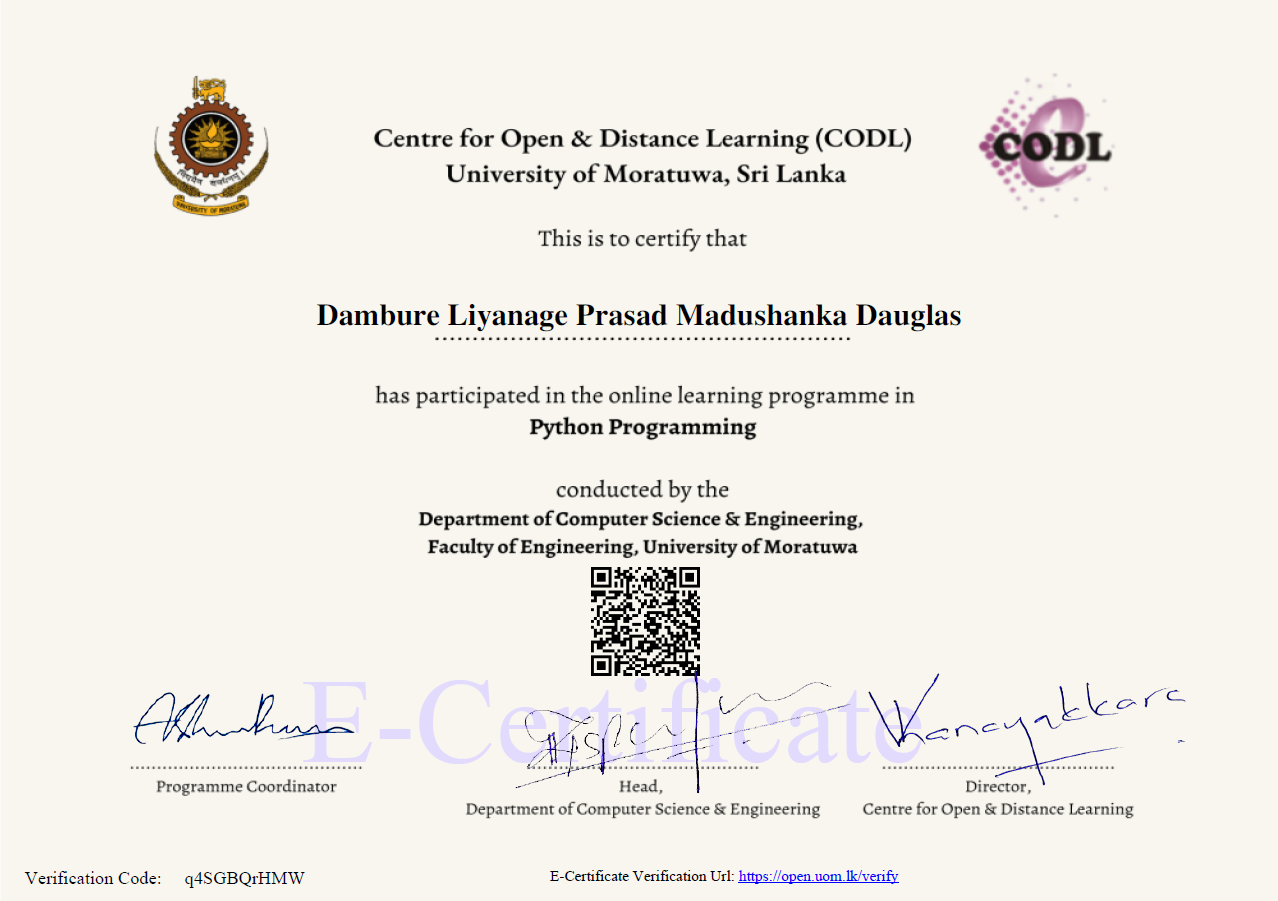 Centre for Open & Distance Learning (CODL)
University of Moratuwa, Sri Lanka
UNIVERSITY OF MORATUWA
CODL
This is to certify that
Dambure Liyanage Prasad Madushanka Dauglas
has participated in the online learning programme in
Python Programming
conducted by the
Department of Computer Science & Engineering,
Faculty of Engineering, University of Moratuwa
E-Certificate
Programme Coordinator
Head,
Department of Computer Science & Engineering
Director,
Centre for Open & Distance Learning
Verification Code: q4SGBQrHMW
E-Certificate Verification Url: https://open.uom.lk/verify